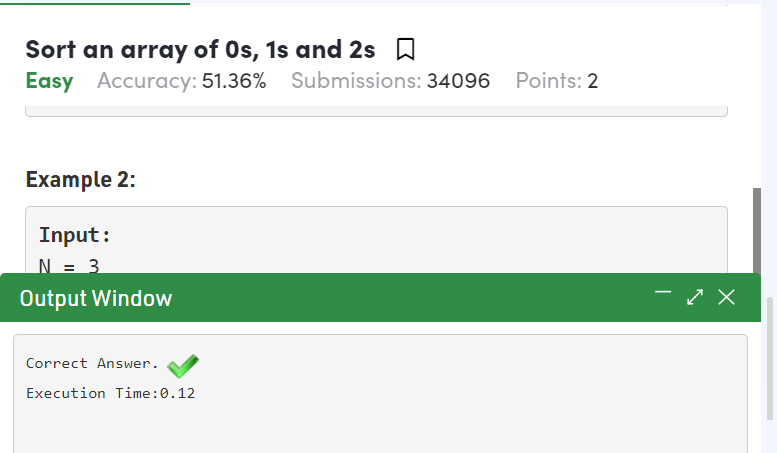 Sort an array of 0s, 1s and 2s
Easy Accuracy: 51.36% Submissions: 34096 Points: 2
Example 2:
Input:
N = 3
Output Window
Correct Answer.
Execution Time:0.12